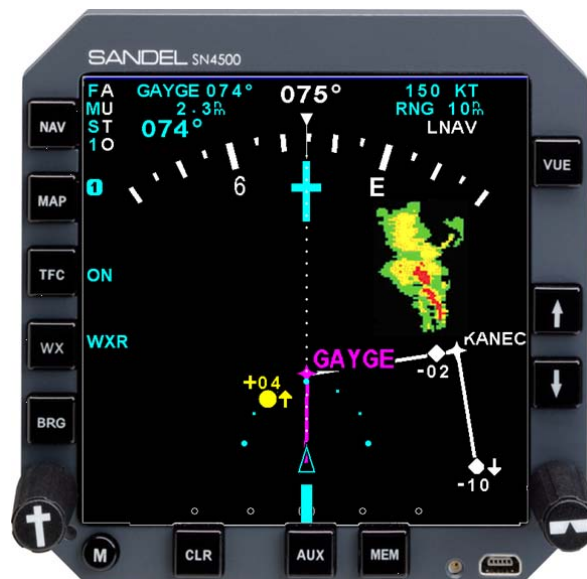 SANDEL SN4500
FA GAYGE 074° 075° 150 KT
MU 2.3nm RNG 10nm
ST 074° LNAV
1O
NAV
VUE
6 E
1
MAP
TFC
ON
WX
WXR
KANEC
GAYGE
-02
+04
BRG
-10
M
CLR
AUX
MEM